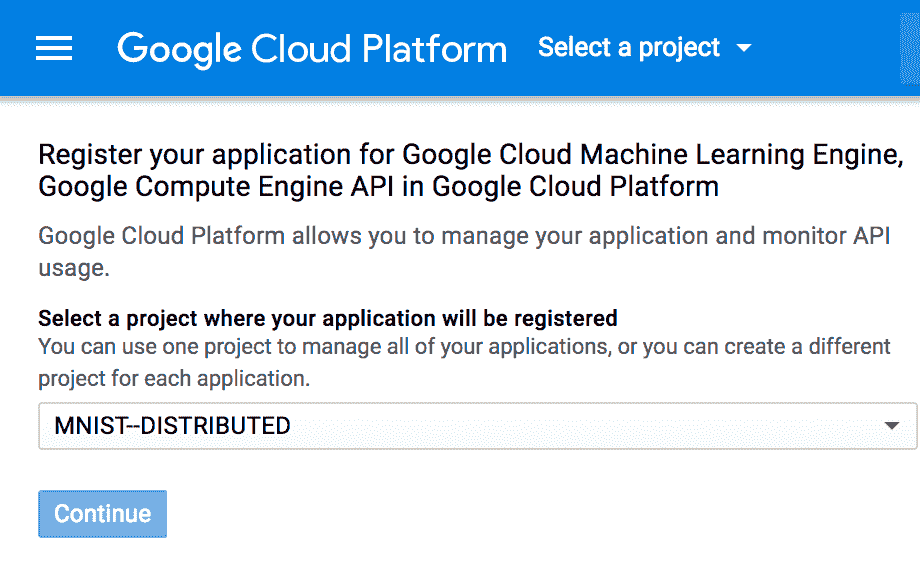 Google Cloud Platform Select a project
Register your application for Google Cloud Machine Learning Engine,
Google Compute Engine API in Google Cloud Platform
Google Cloud Platform allows you to manage your application and monitor API
usage.
Select a project where your application will be registered
You can use one project to manage all of your applications, or you can create a different
project for each application.
MNIST--DISTRIBUTED
Continue